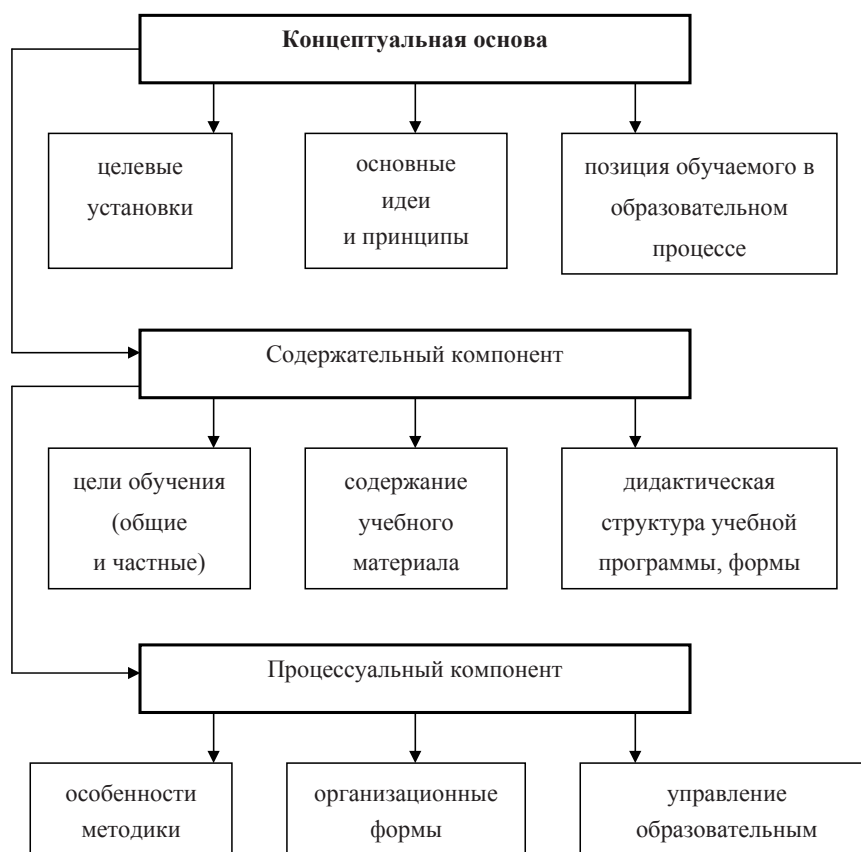 Концептуальная основа
целевые
установки
основные
идеи
и принципы
позиция обучаемого в
образовательном
процессе
Содержательный компонент
цели обучения
(общие
и частные)
содержание
учебного
материала
дидактическая
структура учебной
программы, формы
Процессуальный компонент
особенности
методики
организационные
формы
управление
образовательным